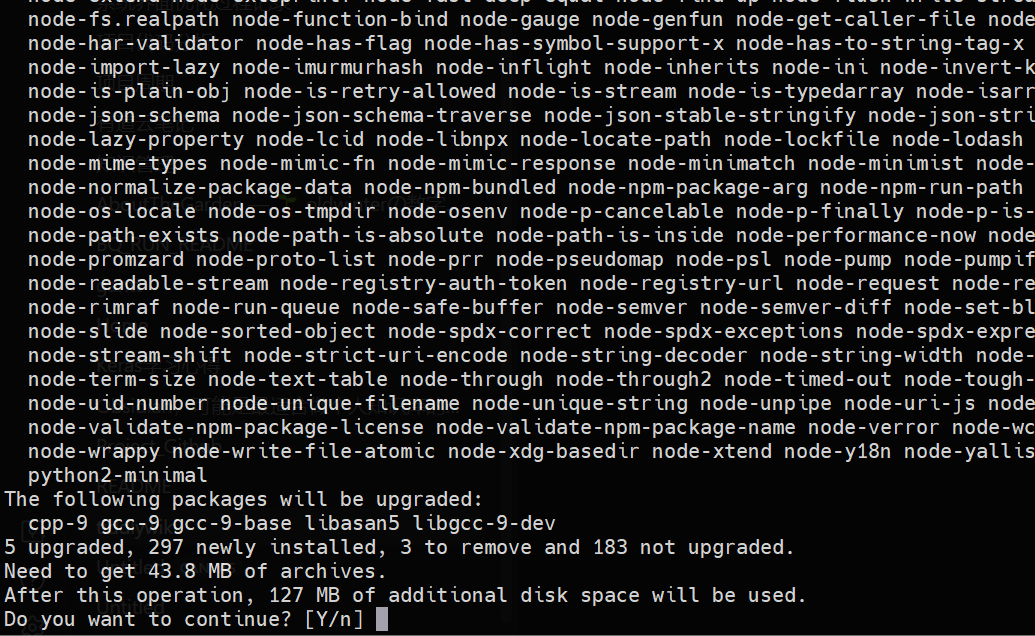 node-fs.realpath node-function-bind node-gauge node-genfun node-get-caller-file node
node-har-validator node-has-flag node-has-symbol-support-x node-has-to-string-tag-x
node-import-lazy node-imurmurhash node-inflight node-inherits node-ini node-invert-k
node-is-plain-obj node-is-retry-allowed node-is-stream node-is-typedarray node-isarr
node-json-schema node-json-schema-traverse node-json-stable-stringify node-json-stri
node-lazy-property node-lcid node-libnpx node-locate-path node-lockfile node-lodash
node-mime-types node-mimic-fn node-mimic-response node-minimatch node-minimist node-
node-normalize-package-data node-npm-bundled node-npm-package-arg node-npm-run-path
node-os-locale node-os-tmpdir node-osenv node-p-cancelable node-p-finally node-p-is-
node-path-exists node-path-is-absolute node-path-is-inside node-performance-now node
node-promzard node-proto-list node-prr node-pseudomap node-psl node-pump node-pumpif
node-readable-stream node-registry-auth-token node-registry-url node-request node-re
node-rimraf node-run-queue node-safe-buffer node-semver node-semver-diff node-set-bl
node-slide node-sorted-object node-spdx-correct node-spdx-exceptions node-spdx-expre
node-stream-shift node-strict-uri-encode node-string-decoder node-string-width node-
node-term-size node-text-table node-through node-through2 node-timed-out node-tough-
node-uid-number node-unique-filename node-unique-string node-unpipe node-uri-js node
node-validate-npm-package-license node-validate-npm-package-name node-verror node-wc
node-wrappy node-write-file-atomic node-xdg-basedir node-xtend node-y18n node-yallis
python2-minimal
The following packages will be upgraded:
cpp-9 gcc-9 gcc-9-base libasan5 libgcc-9-dev
5 upgraded, 297 newly installed, 3 to remove and 183 not upgraded.
Need to get 43.8 MB of archives.
After this operation, 127 MB of additional disk space will be used.
Do you want to continue? [Y/n]